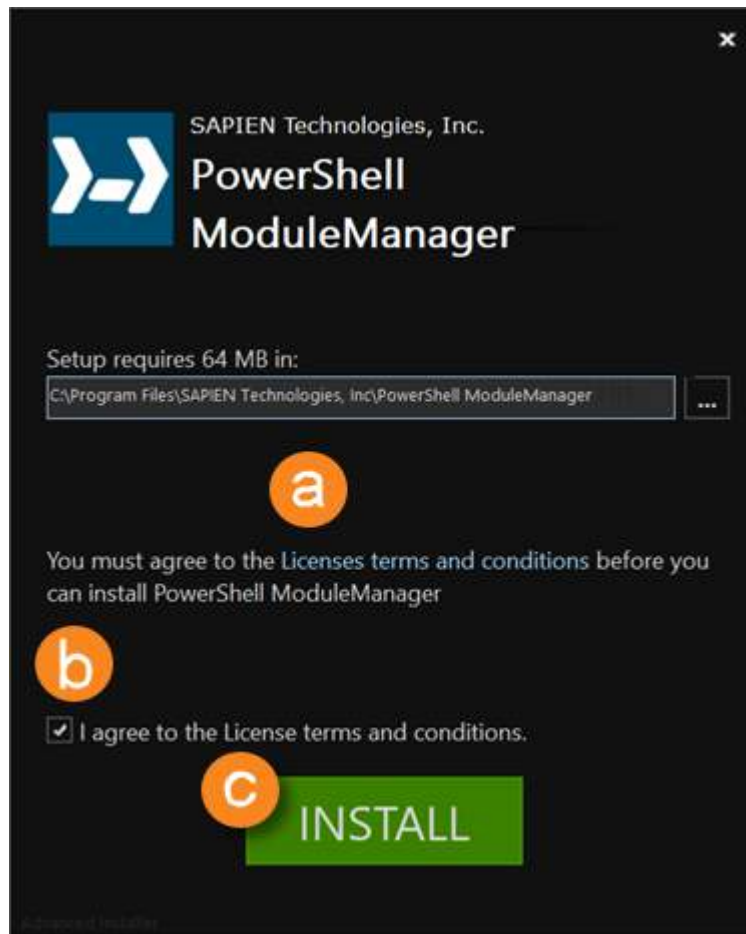 SAPIEN Technologies, Inc.
PowerShell
ModuleManager
Setup requires 64 MB in:
C:\Program Files\SAPIEN Technologies, Inc\PowerShell ModuleManager
...
a
You must agree to the Licenses terms and conditions before you
can install PowerShell ModuleManager
b
I agree to the License terms and conditions.
c
INSTALL
Advanced Installer